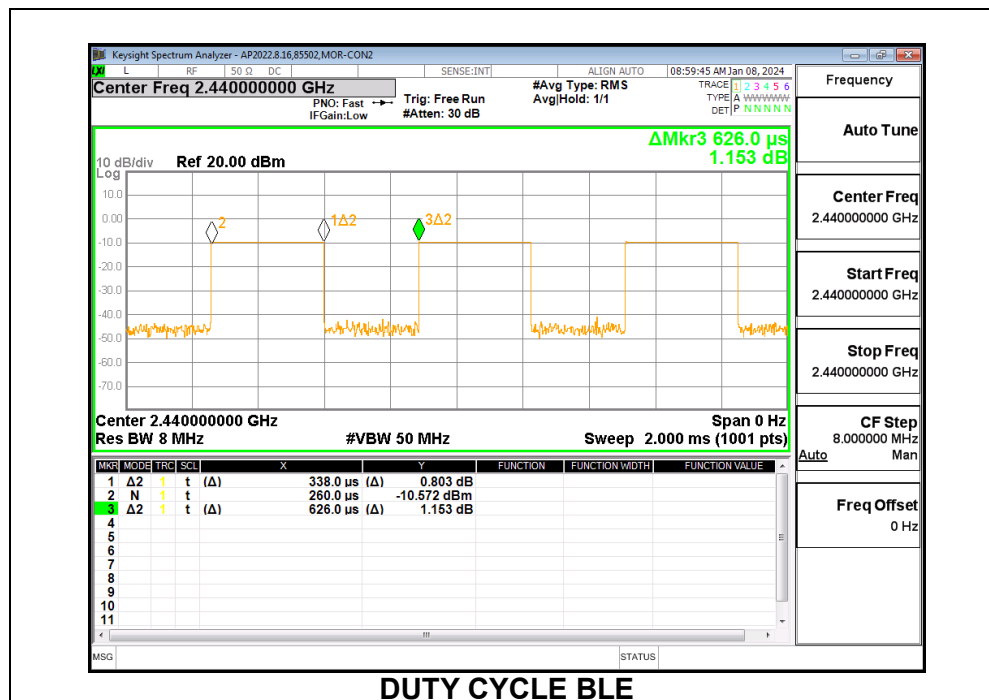 Keysight Spectrum Analyzer - AP2022.8.16,85502,MOR-CON2
LXI L RF 50 Ω DC SENSE:INT ALIGN AUTO 08:59:45 AM Jan 08, 2024
Center Freq 2.440000000 GHz
PNO: Fast
IFGain:Low
Trig: Free Run
#Atten: 30 dB
#Avg Type: RMS
Avg|Hold: 1/1
TRACE 1 2 3 4 5 6
TYPE A WWWWW
DET P N N N N N
ΔMkr3 626.0 µs
1.153 dB
10 dB/div Ref 20.00 dBm
Log
10.0
0.00
-10.0
-20.0
-30.0
-40.0
-50.0
-60.0
-70.0
2
1Δ2
3Δ2
Center 2.440000000 GHz Span 0 Hz
Res BW 8 MHz #VBW 50 MHz Sweep 2.000 ms (1001 pts)
MKR MODE TRC SCL X Y FUNCTION FUNCTION WIDTH FUNCTION VALUE
1 Δ2 1 t (Δ) 338.0 µs (Δ) 0.803 dB
2 N 1 t 260.0 µs -10.572 dBm
3 Δ2 1 t (Δ) 626.0 µs (Δ) 1.153 dB
4
5
6
7
8
9
10
11
MSG STATUS
Frequency
Auto Tune
Center Freq
2.440000000 GHz
Start Freq
2.440000000 GHz
Stop Freq
2.440000000 GHz
CF Step
8.000000 MHz
Auto Man
Freq Offset
0 Hz
DUTY CYCLE BLE